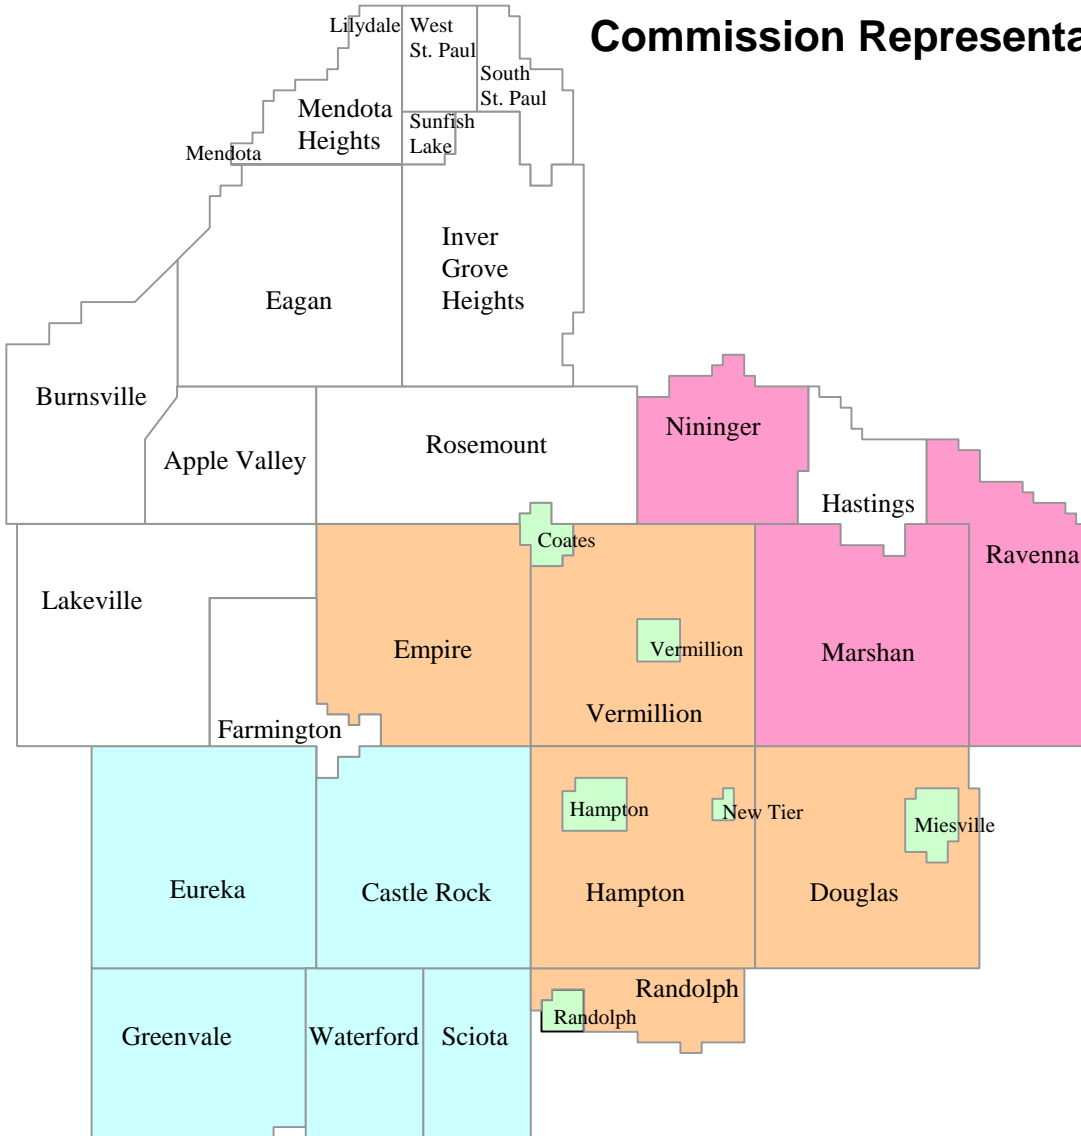 Commission Representa
Lilydale
West
St. Paul
South
St. Paul
Mendota
Heights
Sunfish
Lake
Mendota
Inver
Grove
Heights
Eagan
Burnsville
Apple Valley
Rosemount
Nininger
Hastings
Coates
Ravenna
Lakeville
Empire
Vermillion
Marshan
Vermillion
Farmington
Hampton
New Tier
Miesville
Eureka
Castle Rock
Hampton
Douglas
Randolph
Randolph
Greenvale
Waterford
Sciota